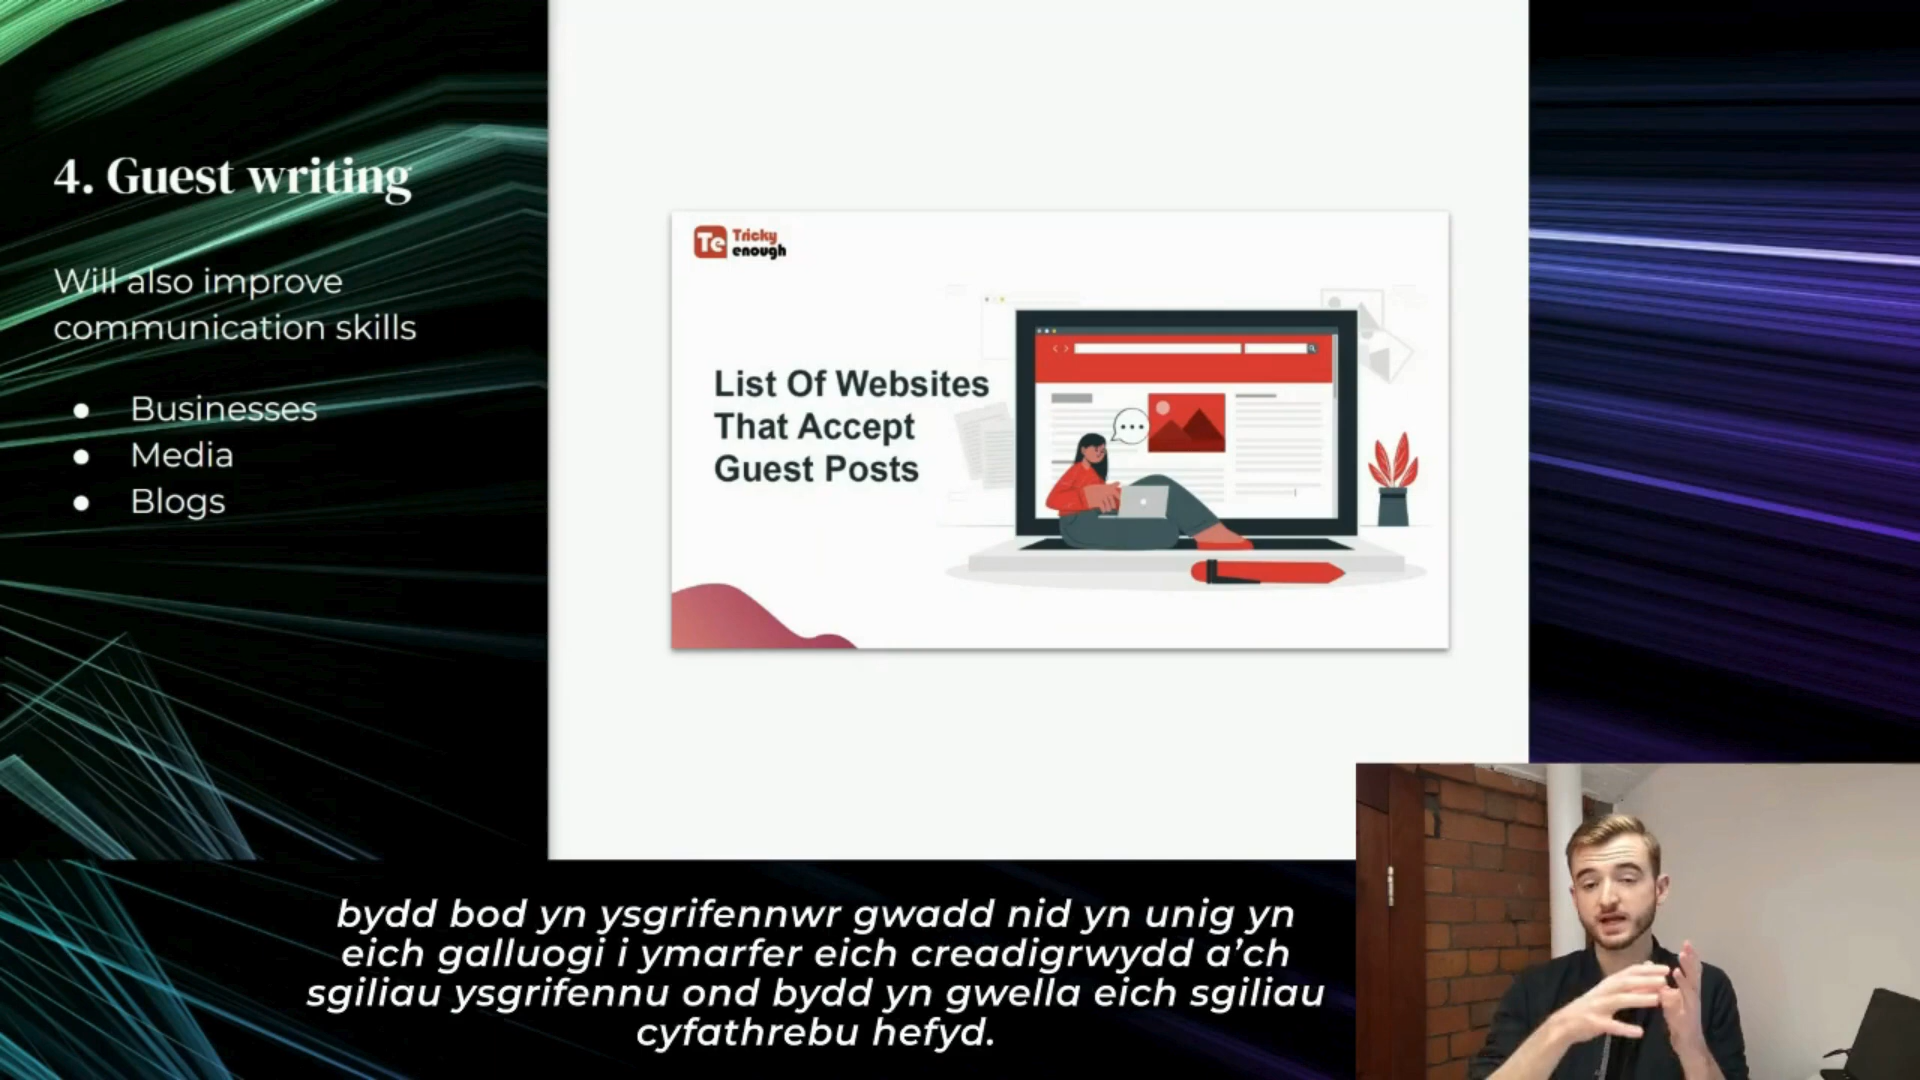 4. Guest writing
Will also improve
communication skills
● Businesses
● Media
● Blogs
Te Tricky
enough
List Of Websites
That Accept
Guest Posts
bydd bod yn ysgrifennwr gwadd nid yn unig yn
eich galluogi i ymarfer eich creadigrwydd a’ch
sgiliau ysgrifennu ond bydd yn gwella eich sgiliau
cyfathrebu hefyd.